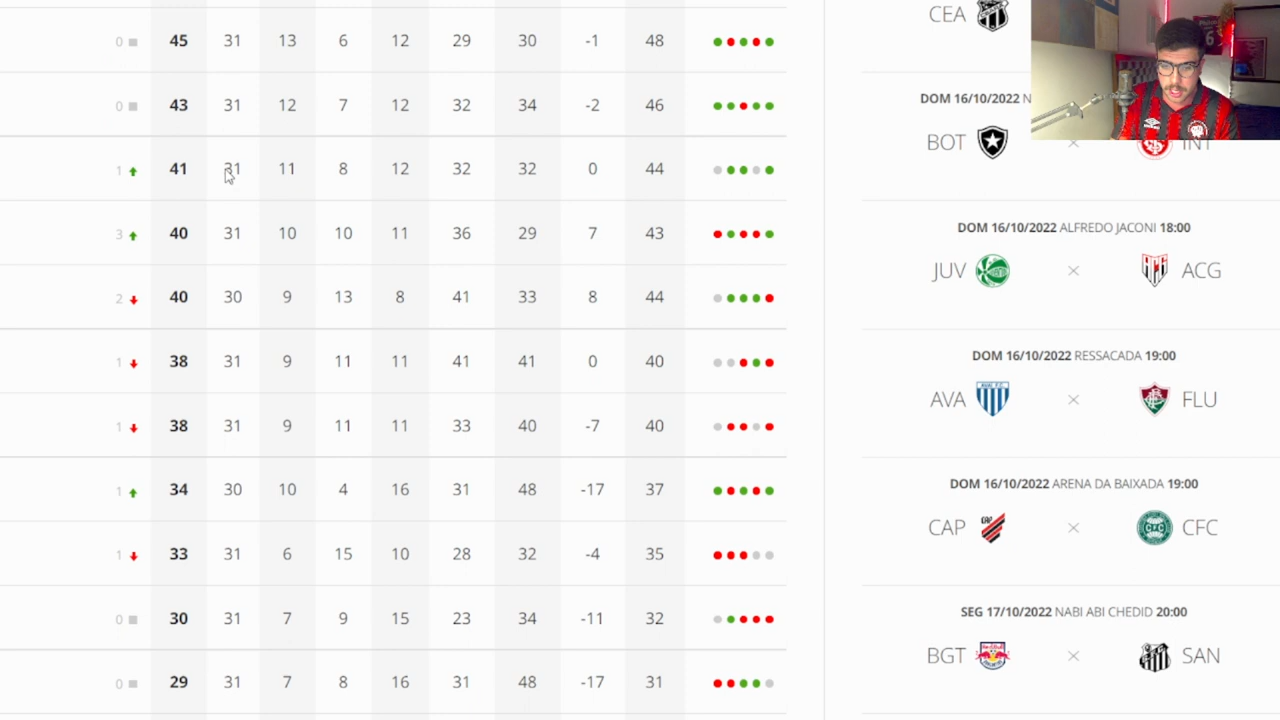 0 45 31 13 6 12 29 30 -1 48
0 43 31 12 7 12 32 34 -2 46
1 41 31 11 8 12 32 32 0 44
3 40 31 10 10 11 36 29 7 43
2 40 30 9 13 8 41 33 8 44
1 38 31 9 11 11 41 41 0 40
1 38 31 9 11 11 33 40 -7 40
1 34 30 10 4 16 31 48 -17 37
1 33 31 6 15 10 28 32 -4 35
0 30 31 7 9 15 23 34 -11 32
0 29 31 7 8 16 31 48 -17 31
CEA
DOM 16/10/2022 N
BOT × INT
DOM 16/10/2022 ALFREDO JACONI 18:00
JUV × ACG
DOM 16/10/2022 RESSACADA 19:00
AVA × FLU
DOM 16/10/2022 ARENA DA BAIXADA 19:00
CAP × CFC
SEG 17/10/2022 NABI ABI CHEDID 20:00
BGT × SAN
6